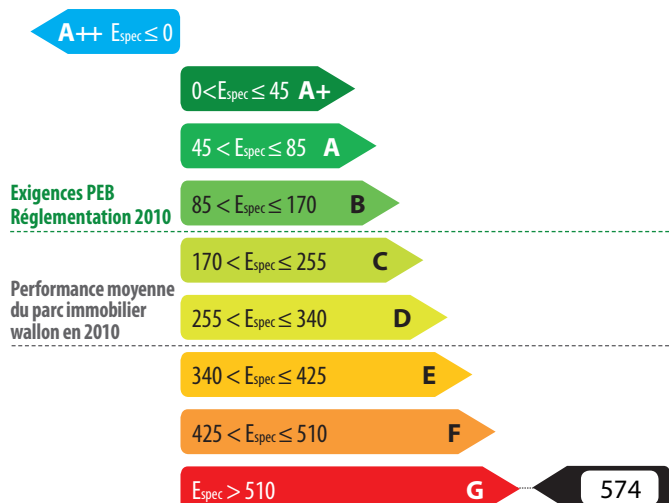 A++ Espec ≤ 0
0<Espec ≤ 45 A+
45 < Espec ≤ 85 A
Exigences PEB
Réglementation 2010
85 < Espec ≤ 170 B
170 < Espec ≤ 255 C
Performance moyenne
du parc immobilier
wallon en 2010
255 < Espec ≤ 340 D
340 < Espec ≤ 425 E
425 < Espec ≤ 510 F
Espec > 510 G 574